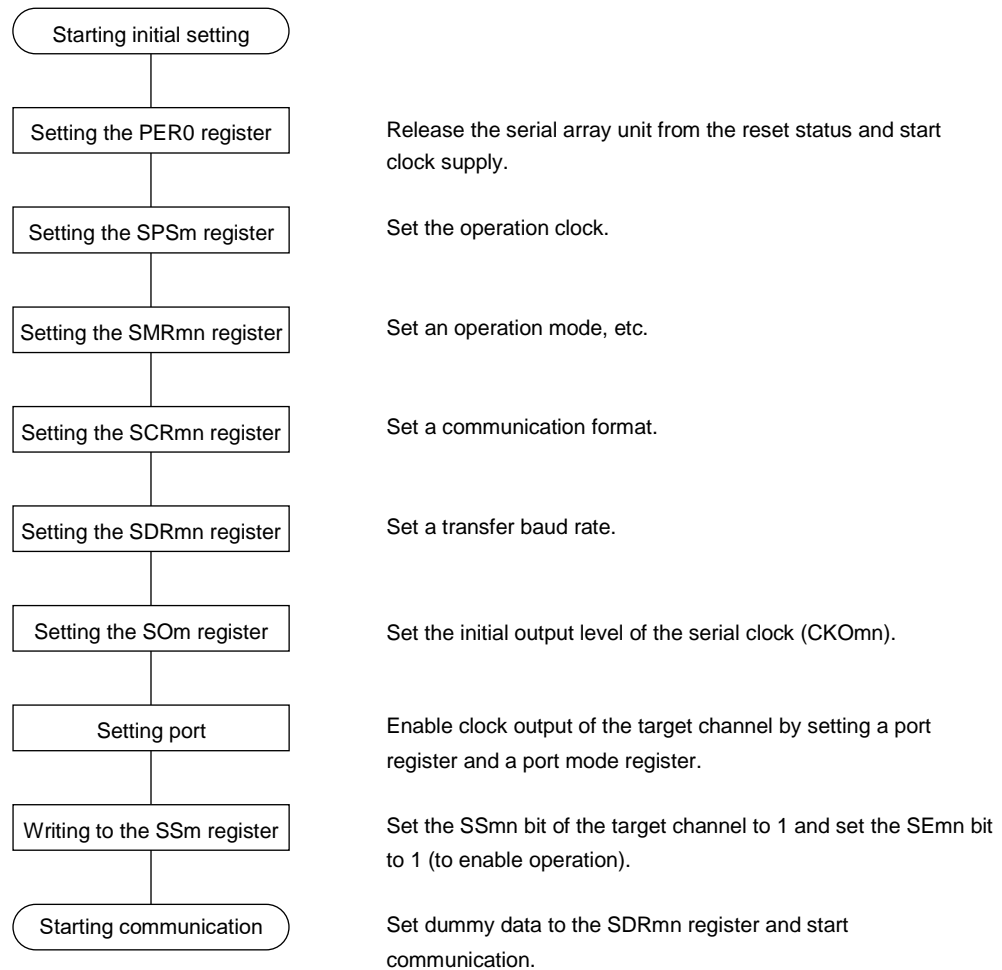 Starting initial setting
Setting the PER0 register
Release the serial array unit from the reset status and start
clock supply.
Setting the SPSm register
Set the operation clock.
Setting the SMRmn register
Set an operation mode, etc.
Setting the SCRmn register
Set a communication format.
Setting the SDRmn register
Set a transfer baud rate.
Setting the SOm register
Set the initial output level of the serial clock (CKOmn).
Setting port
Enable clock output of the target channel by setting a port
register and a port mode register.
Writing to the SSm register
Set the SSmn bit of the target channel to 1 and set the SEmn bit
to 1 (to enable operation).
Starting communication
Set dummy data to the SDRmn register and start
communication.